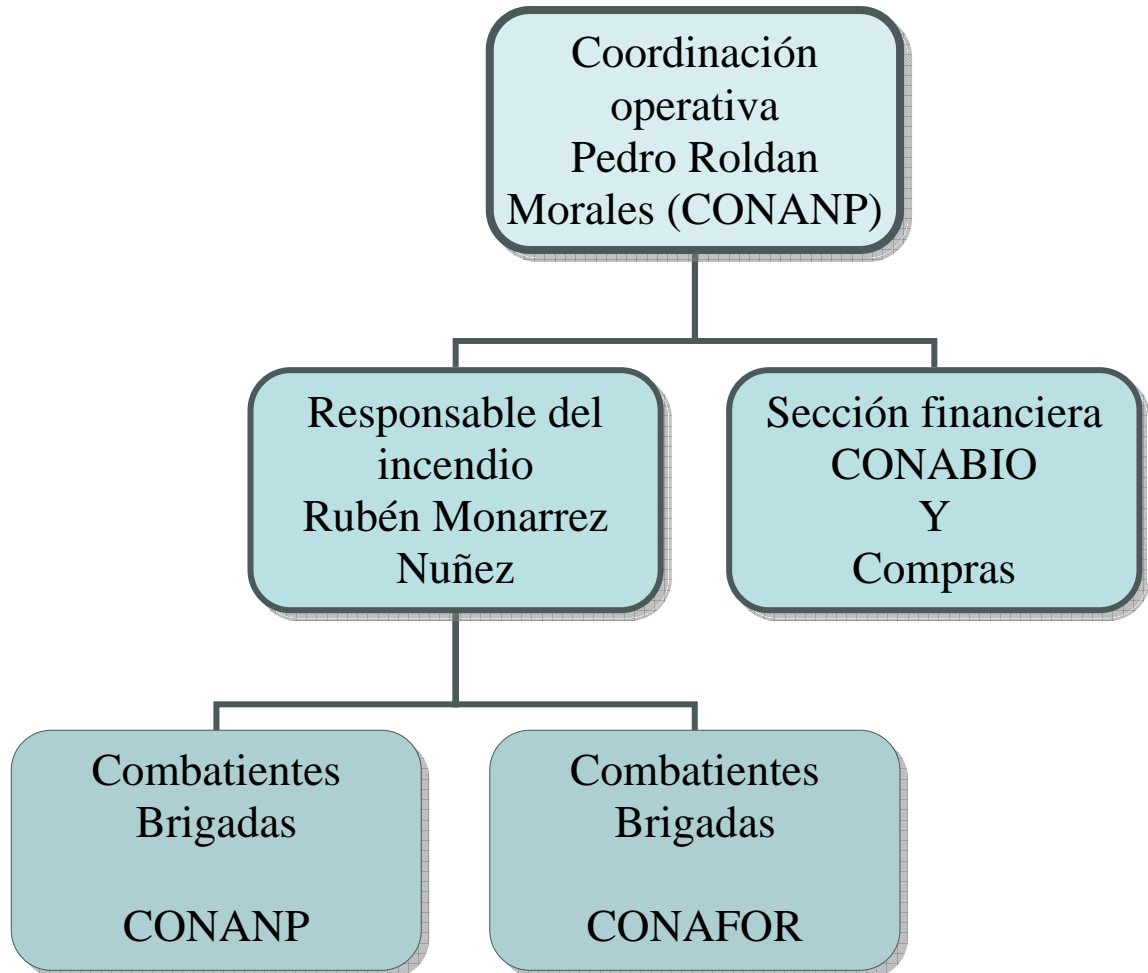 Coordinación
operativa
Pedro Roldan
Morales (CONANP)
Responsable del
incendio
Rubén Monarrez
Nuñez
Sección financiera
CONABIO
Y
Compras
Combatientes
Brigadas
CONANP
Combatientes
Brigadas
CONAFOR